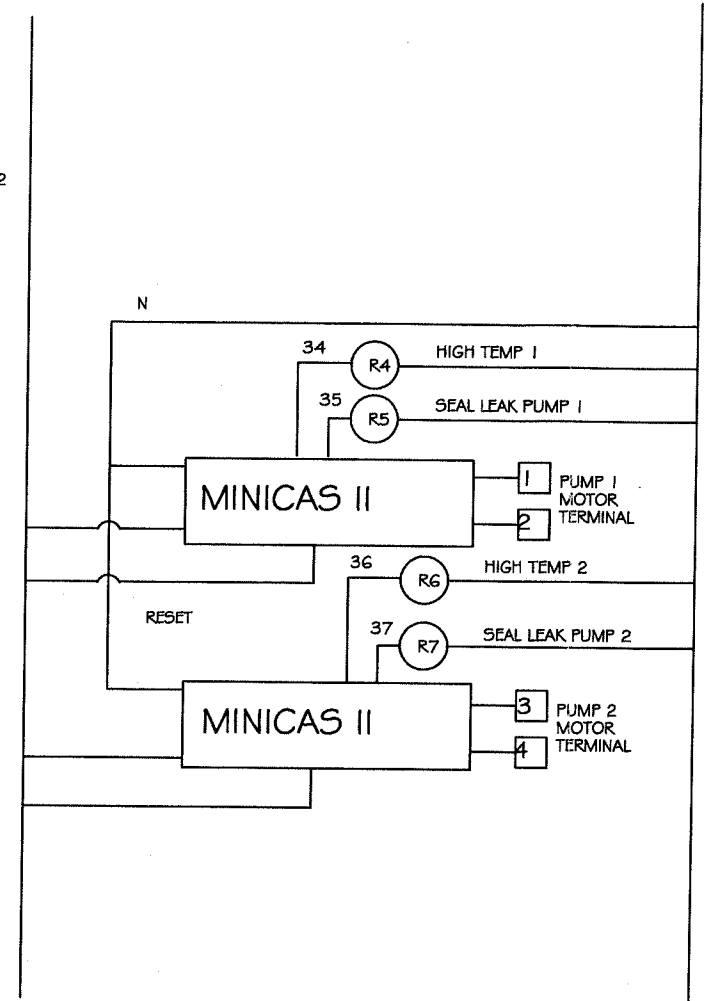 2
N
34
R4
HIGH TEMP 1
35
R5
SEAL LEAK PUMP 1
MINICAS II
1
2
PUMP 1
MOTOR
TERMINAL
36
R6
HIGH TEMP 2
RESET
37
R7
SEAL LEAK PUMP 2
MINICAS II
3
4
PUMP 2
MOTOR
TERMINAL